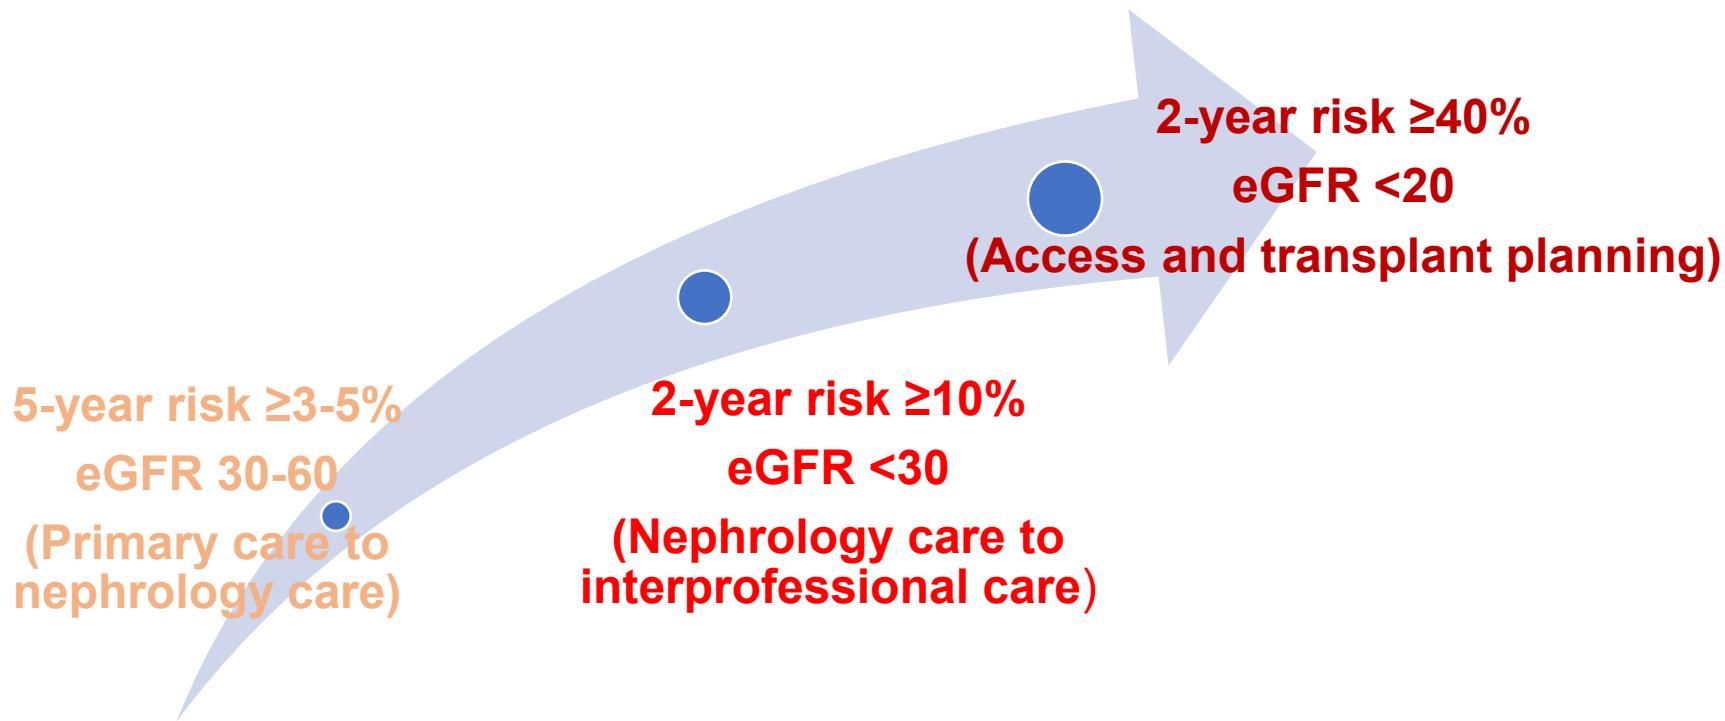 5-year risk ≥3-5%
eGFR 30-60
(Primary care to
nephrology care)
2-year risk ≥10%
eGFR <30
(Nephrology care to
interprofessional care)
2-year risk ≥40%
eGFR <20
(Access and transplant planning)